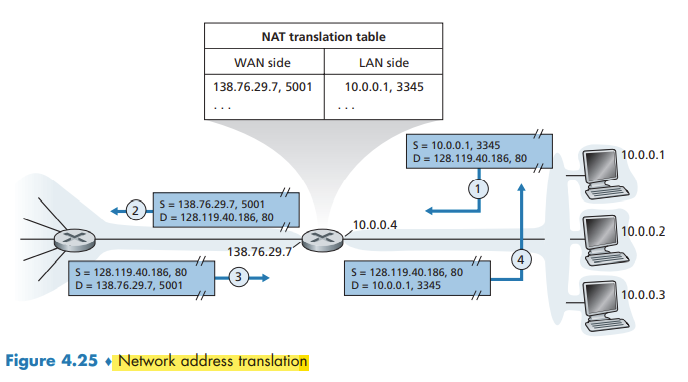 NAT translation table
WAN side LAN side
138.76.29.7, 5001 10.0.0.1, 3345
. . . . . .
S = 10.0.0.1, 3345
D = 128.119.40.186, 80
10.0.0.1
1
S = 138.76.29.7, 5001
D = 128.119.40.186, 80
2
10.0.0.4
10.0.0.2
138.76.29.7
4
S = 128.119.40.186, 80
D = 138.76.29.7, 5001
3
S = 128.119.40.186, 80
D = 10.0.0.1, 3345
10.0.0.3
Figure 4.25 ♦ Network address translation